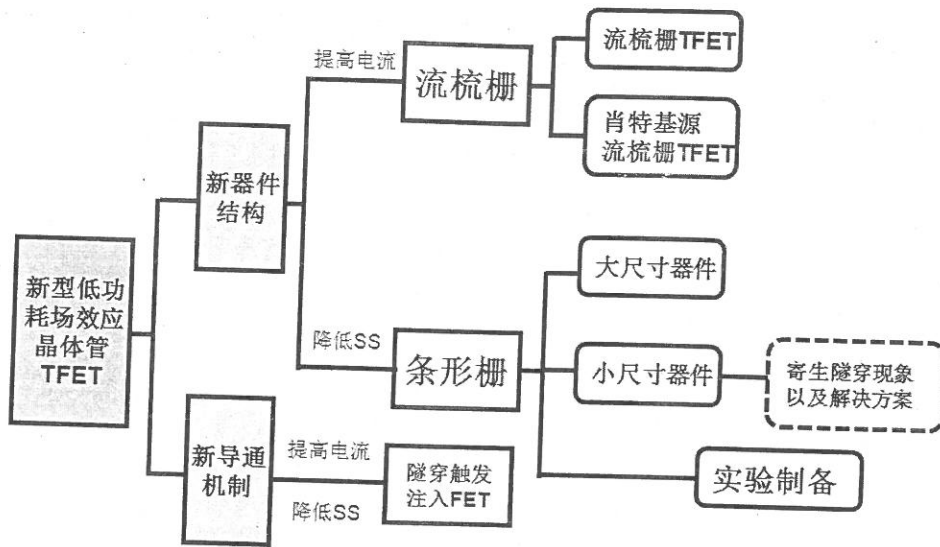 新型低功
耗场效应
晶体管
TFET
新器件
结构
新导通
机制
提高电流
流梳栅
流梳栅TFET
肖特基源
流梳栅TFET
降低SS
条形栅
大尺寸器件
小尺寸器件
寄生隧穿现象
以及解决方案
实验制备
提高电流
降低SS
隧穿触发
注入FET